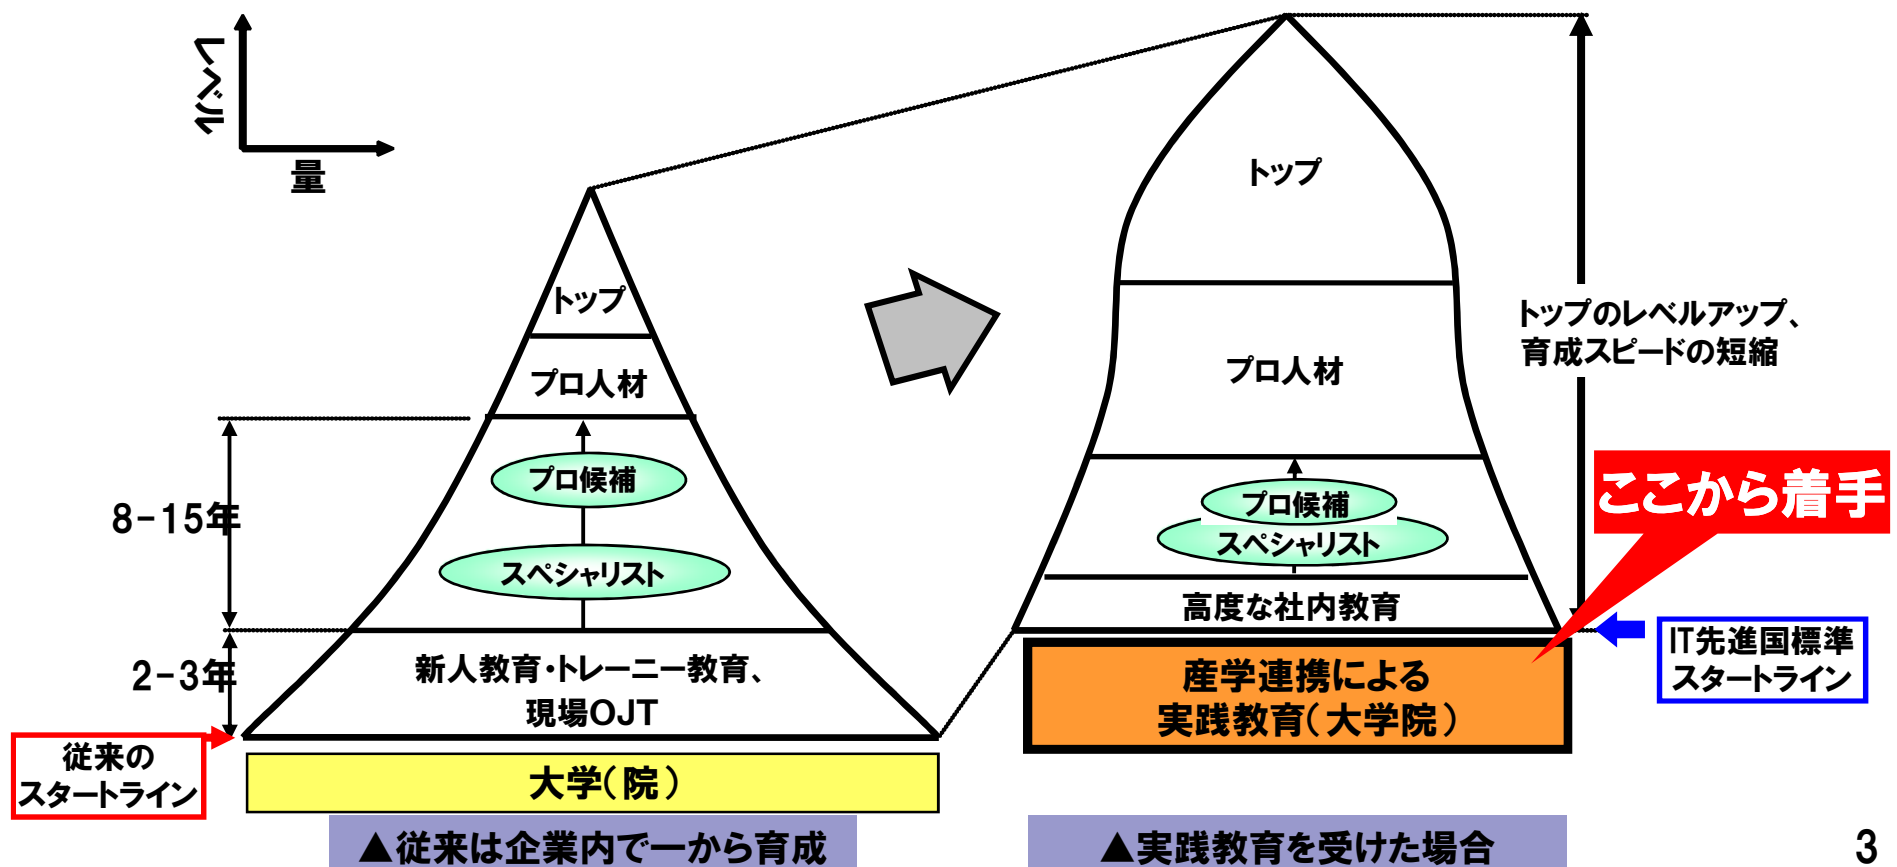 レベル
量
トップ
プロ人材
プロ候補
スペシャリスト
8-15年
2-3年
新人教育・トレーニー教育、
現場OJT
従来の
スタートライン
大学(院)
▲従来は企業内で一から育成
トップ
プロ人材
プロ候補
スペシャリスト
高度な社内教育
産学連携による
実践教育(大学院)
▲実践教育を受けた場合
トップのレベルアップ、
育成スピードの短縮
ここから着手
IT先進国標準
スタートライン
3